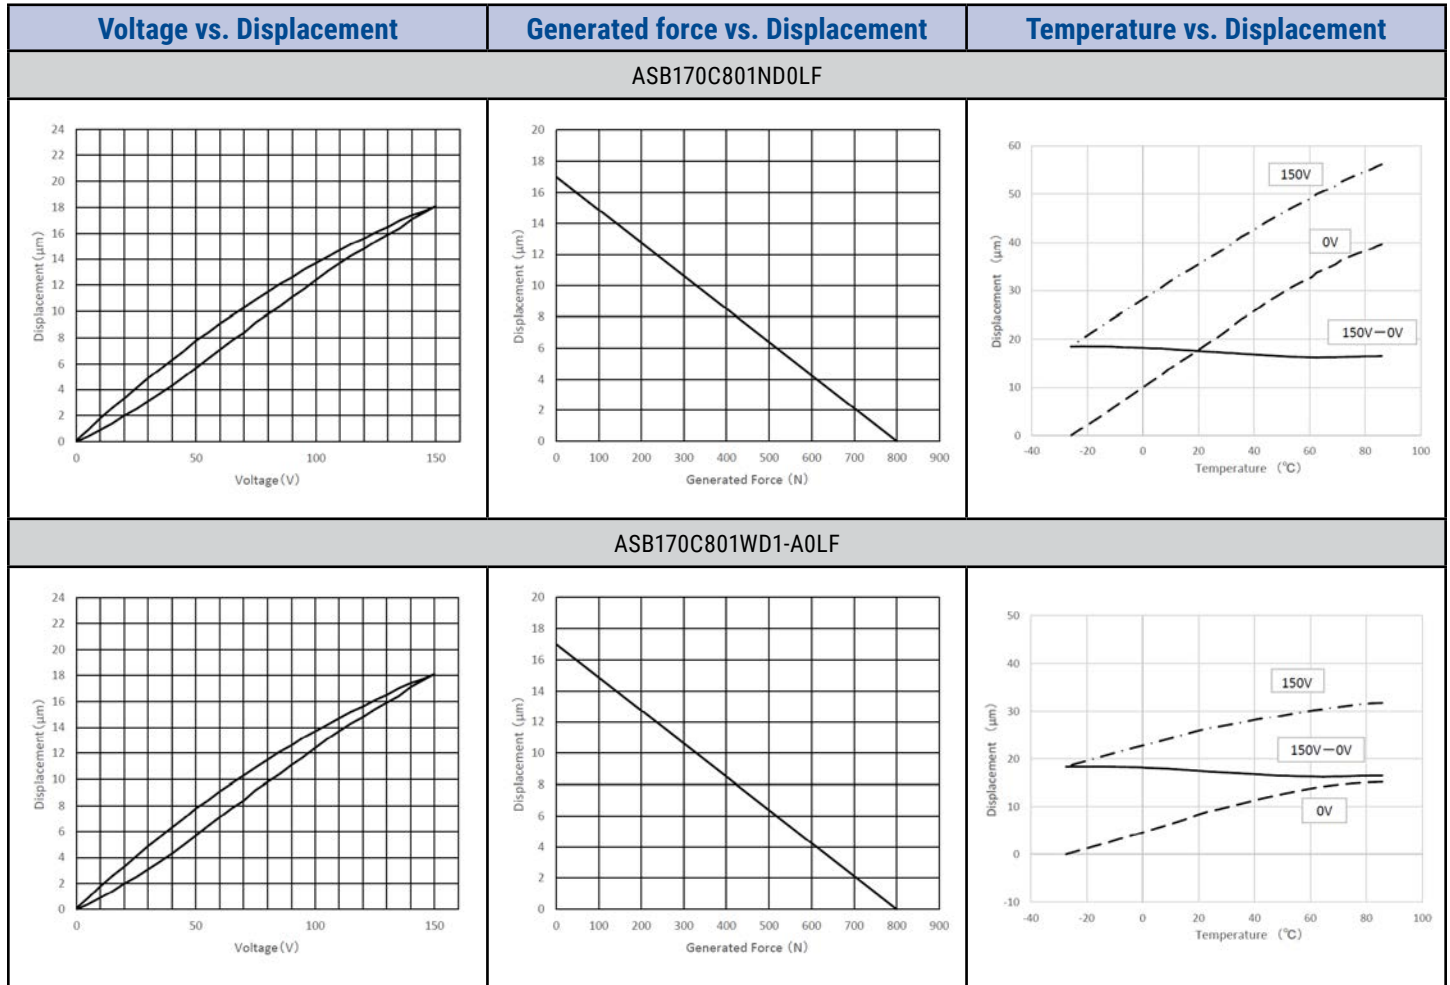 Voltage vs. Displacement
Generated force vs. Displacement
Temperature vs. Displacement
ASB170C801ND0LF
24
22
20
18
16
14
12
10
8
6
4
2
0
Displacement (μm)
0 50 100 150
Voltage(V)
20
18
16
14
12
10
8
6
4
2
0
Displacement (μm)
0 100 200 300 400 500 600 700 800 900
Generated Force (N)
60
50
40
30
20
10
0
Displacement (μm)
150V
0V
150V－0V
-40 -20 0 20 40 60 80 100
Temperature (℃)
ASB170C801WD1-A0LF
24
22
20
18
16
14
12
10
8
6
4
2
0
Displacement (μm)
0 50 100 150
Voltage(V)
20
18
16
14
12
10
8
6
4
2
0
Displacement (μm)
0 100 200 300 400 500 600 700 800 900
Generated Force (N)
50
40
30
20
10
0
-10
Displacement (μm)
150V
150V－0V
0V
-40 -20 0 20 40 60 80 100
Temperature (℃)